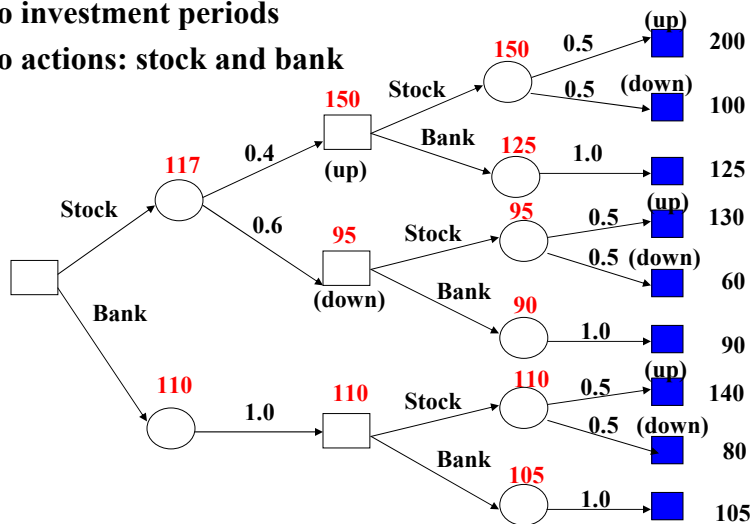 o investment periods
o actions: stock and bank
(up)
200
0.5
150
0.5
(down)
100
Stock
150
Bank
125
1.0
125
0.4
(up)
117
Stock
0.6
95
(down)
Stock
95
0.5
(up)
130
0.5
(down)
60
Bank
90
1.0
90
Bank
110
1.0
110
Stock
110
0.5
(up)
140
0.5
(down)
80
Bank
105
1.0
105